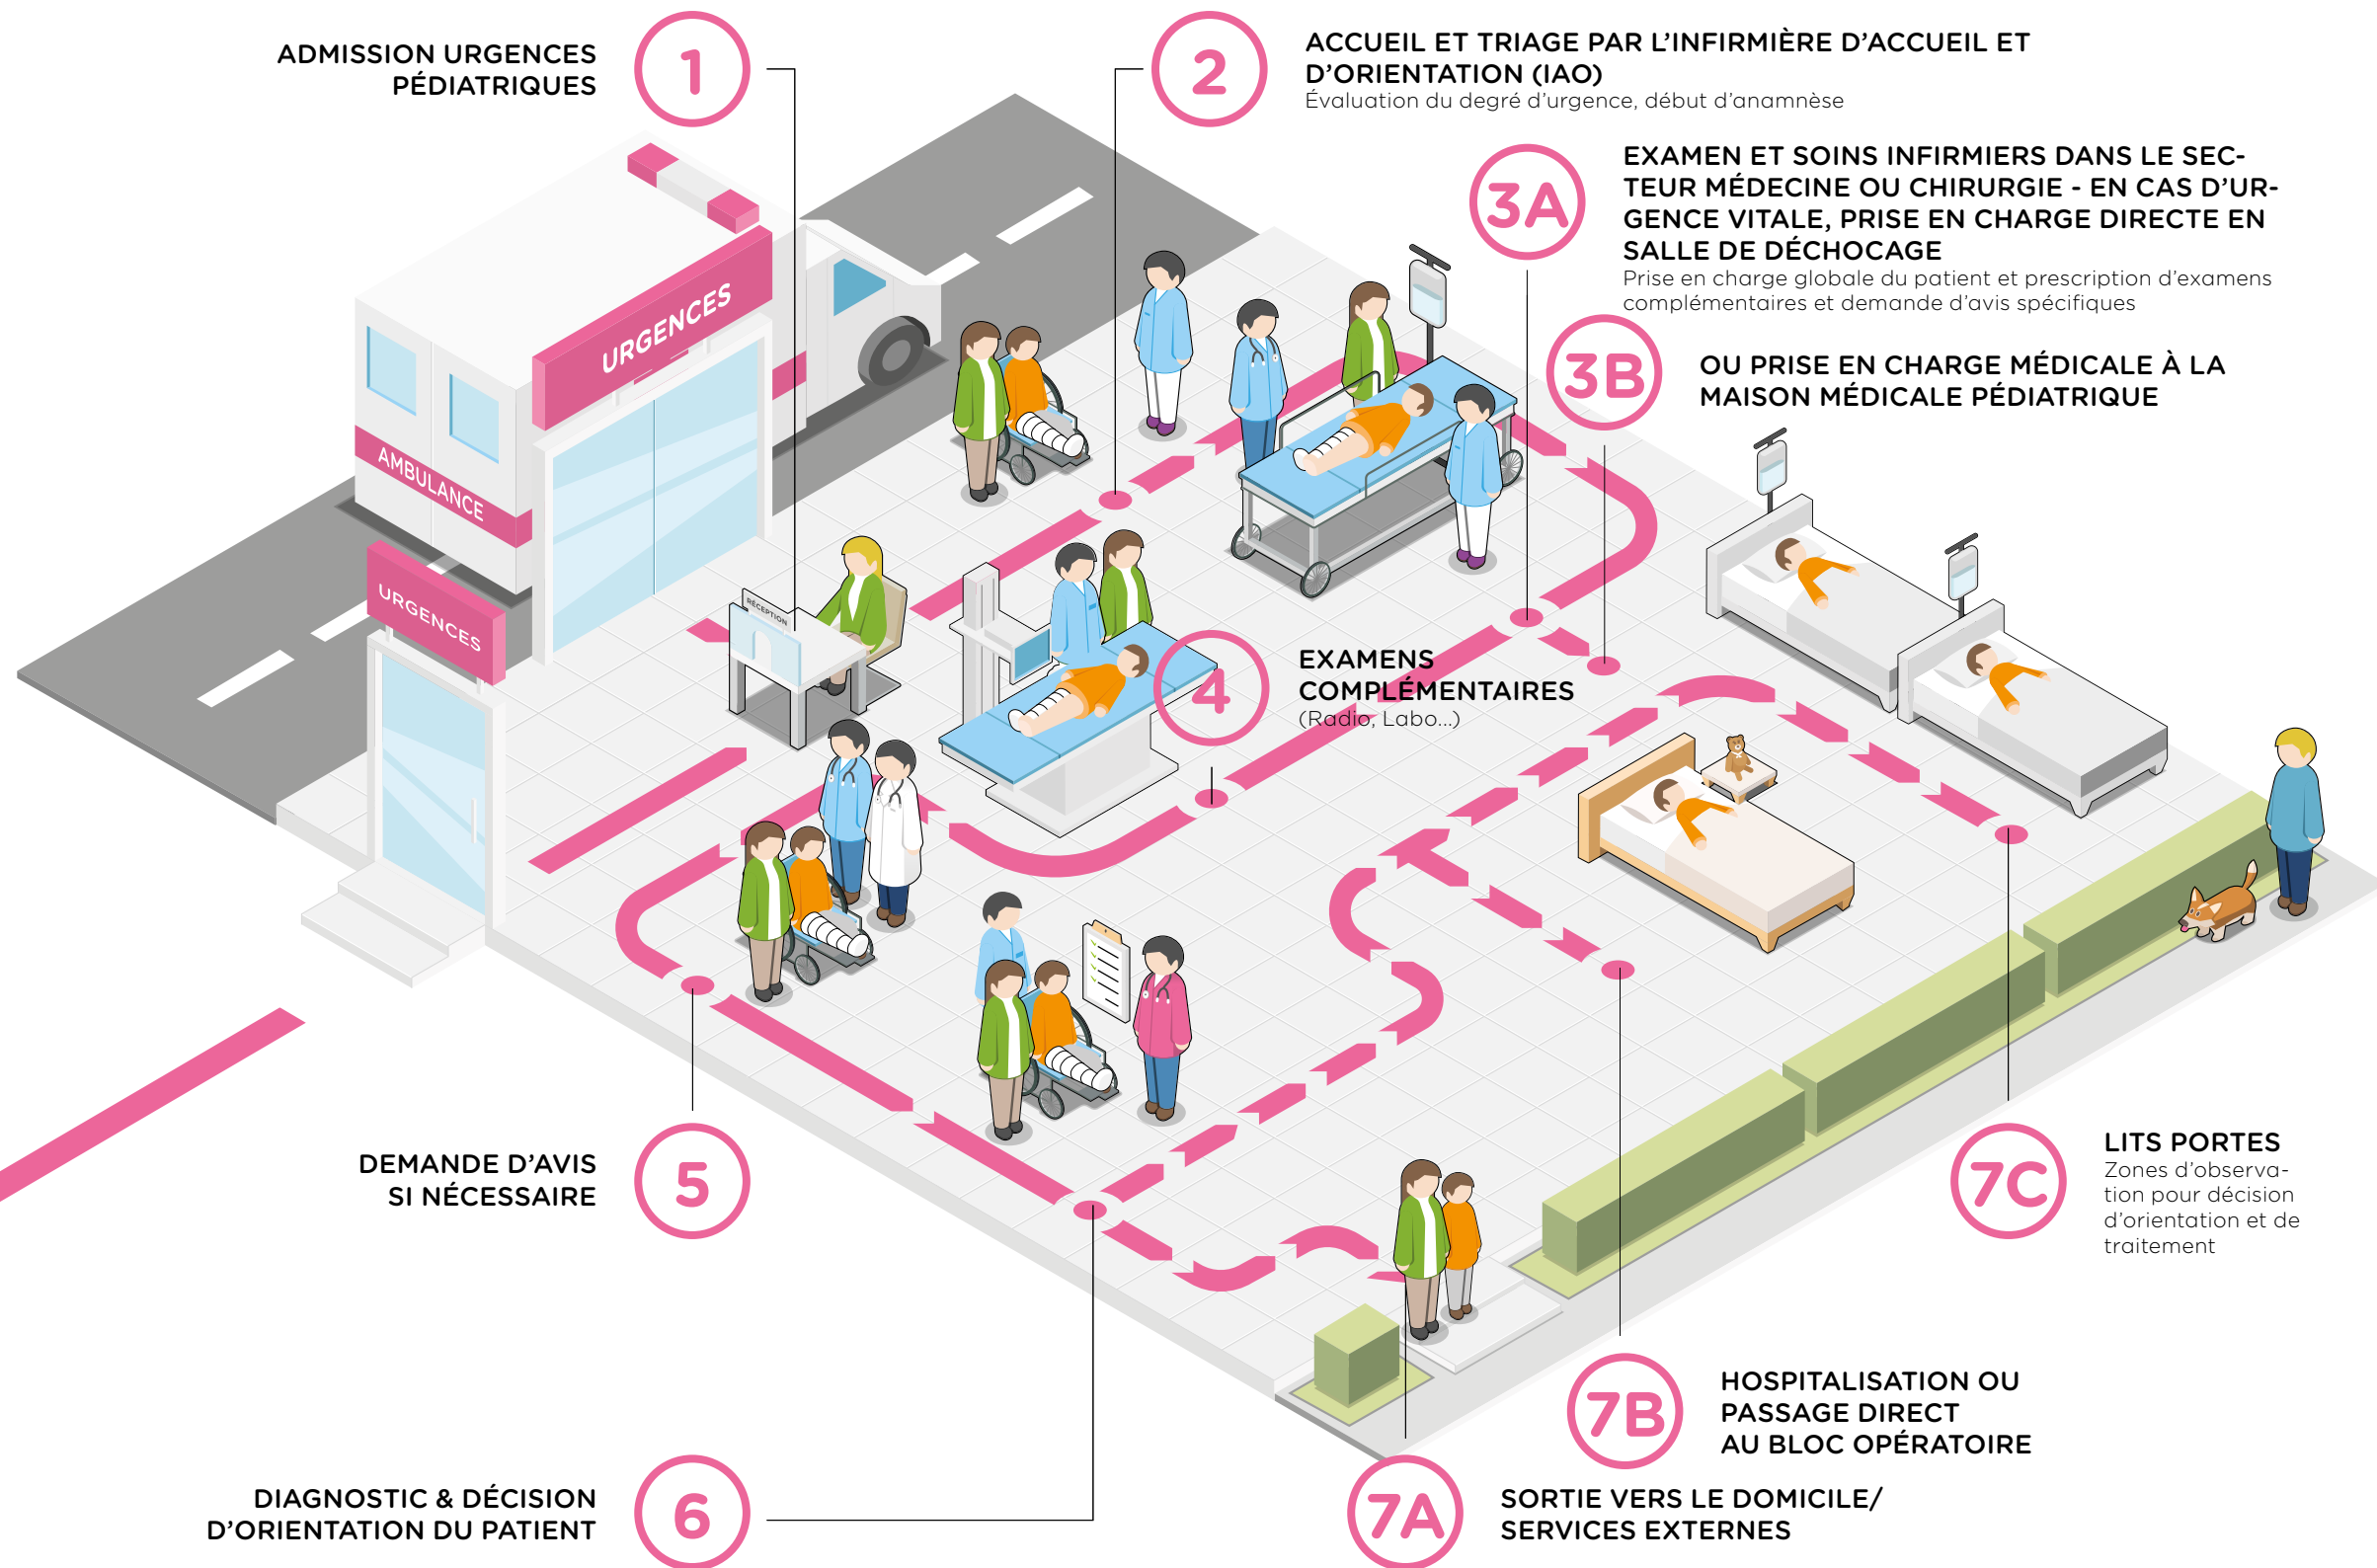 ADMISSION URGENCES
PÉDIATRIQUES
1
2
ACCUEIL ET TRIAGE PAR L'INFIRMIÈRE D'ACCUEIL ET
D'ORIENTATION (IAO)
Évaluation du degré d'urgence, début d'anamnèse
3A
EXAMEN ET SOINS INFIRMIERS DANS LE SEC-
TEUR MÉDECINE OU CHIRURGIE - EN CAS D'UR-
GENCE VITALE, PRISE EN CHARGE DIRECTE EN
SALLE DE DÉCHOCAGE
Prise en charge globale du patient et prescription d'examens
complémentaires et demande d'avis spécifiques
3B
OU PRISE EN CHARGE MÉDICALE À LA
MAISON MÉDICALE PÉDIATRIQUE
URGENCES
AMBULANCE
URGENCES
RÉCEPTION
4
EXAMENS
COMPLÉMENTAIRES
(Radio, Labo...)
DEMANDE D'AVIS
SI NÉCESSAIRE
5
7C
LITS PORTES
Zones d'observa-
tion pour décision
d'orientation et de
traitement
7B
HOSPITALISATION OU
PASSAGE DIRECT
AU BLOC OPÉRATOIRE
DIAGNOSTIC & DÉCISION
D'ORIENTATION DU PATIENT
6
7A
SORTIE VERS LE DOMICILE/
SERVICES EXTERNES